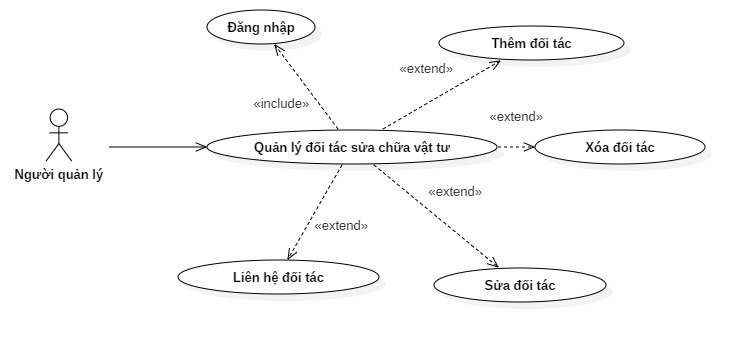 Đăng nhập
Thêm đối tác
«extend»
«include»
«extend»
Quản lý đối tác sửa chữa vật tư
Xóa đối tác
Người quản lý
«extend»
«extend»
Liên hệ đối tác
Sửa đối tác